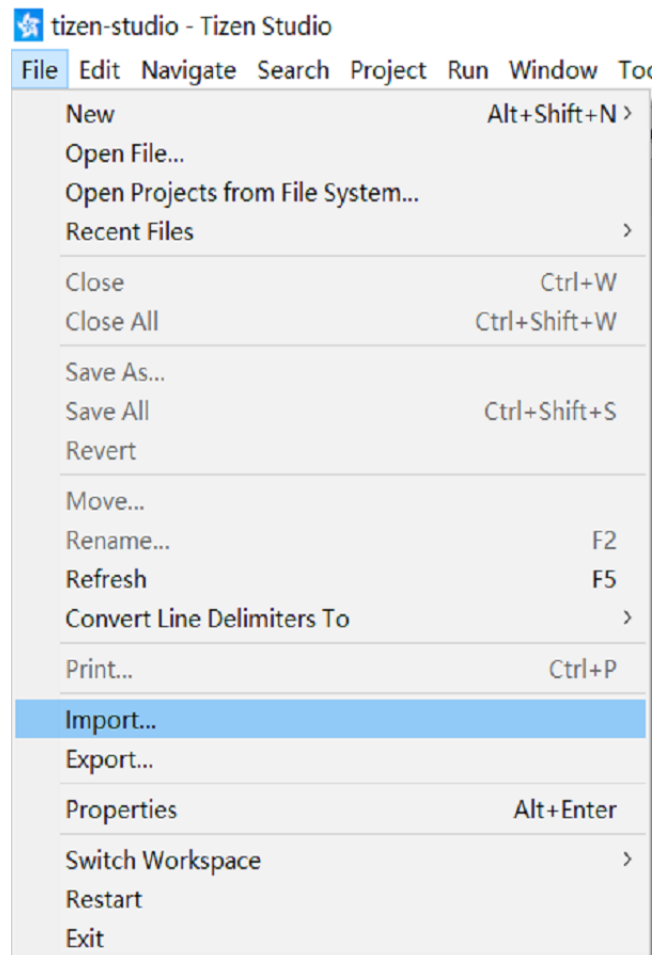 tizen-studio - Tizen Studio
File Edit Navigate Search Project Run Window
New Alt+Shift+N >
Open File...
Open Projects from File System...
Recent Files >
Close Ctrl+W
Close All Ctrl+Shift+W
Save As...
Save All Ctrl+Shift+S
Revert
Move...
Rename... F2
Refresh F5
Convert Line Delimiters To >
Print... Ctrl+P
Import...
Export...
Properties Alt+Enter
Switch Workspace >
Restart
Exit